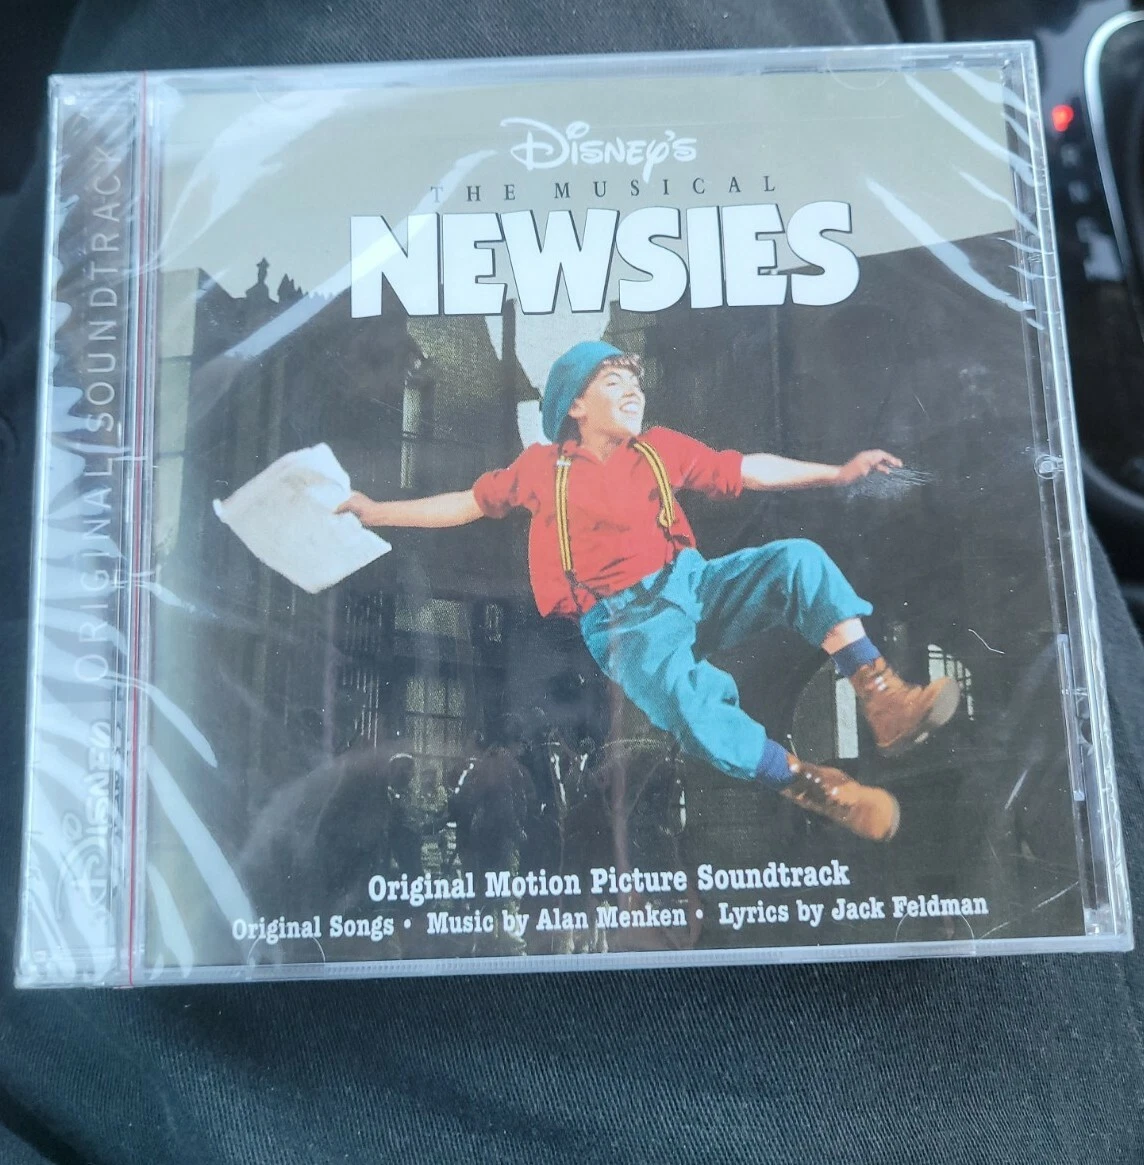 DISNEY'S
THE MUSICAL
NEWSIES
Original Motion Picture Soundtrack
Original Songs • Music by Alan Menken • Lyrics by Jack Feldman
DISNEY'S ORIGINAL SOUNDTRACK